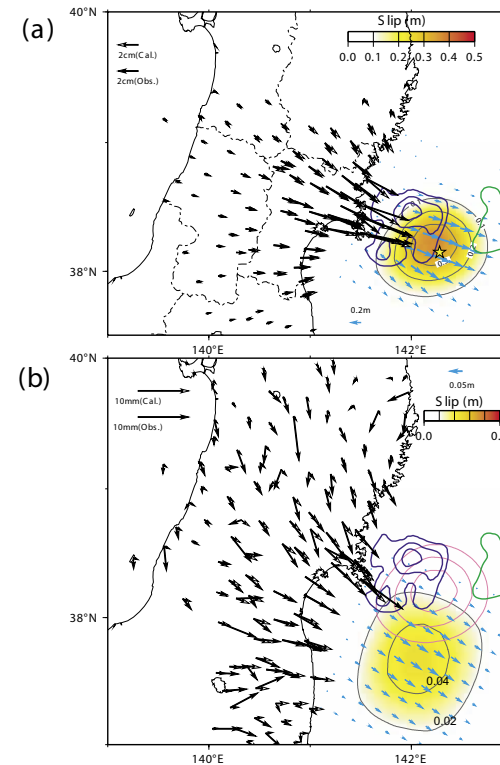 (a)
40°N
Slip (m)
0.0 0.1 0.2 0.3 0.4 0.5
2cm(Cal.)
2cm(Obs.)
38°N
0.2m
140°E 142°E
(b)
10mm(Cal.)
10mm(Obs.)
0.05m
Slip (m)
0.0
38°N
0.04
0.02
140°E 142°E